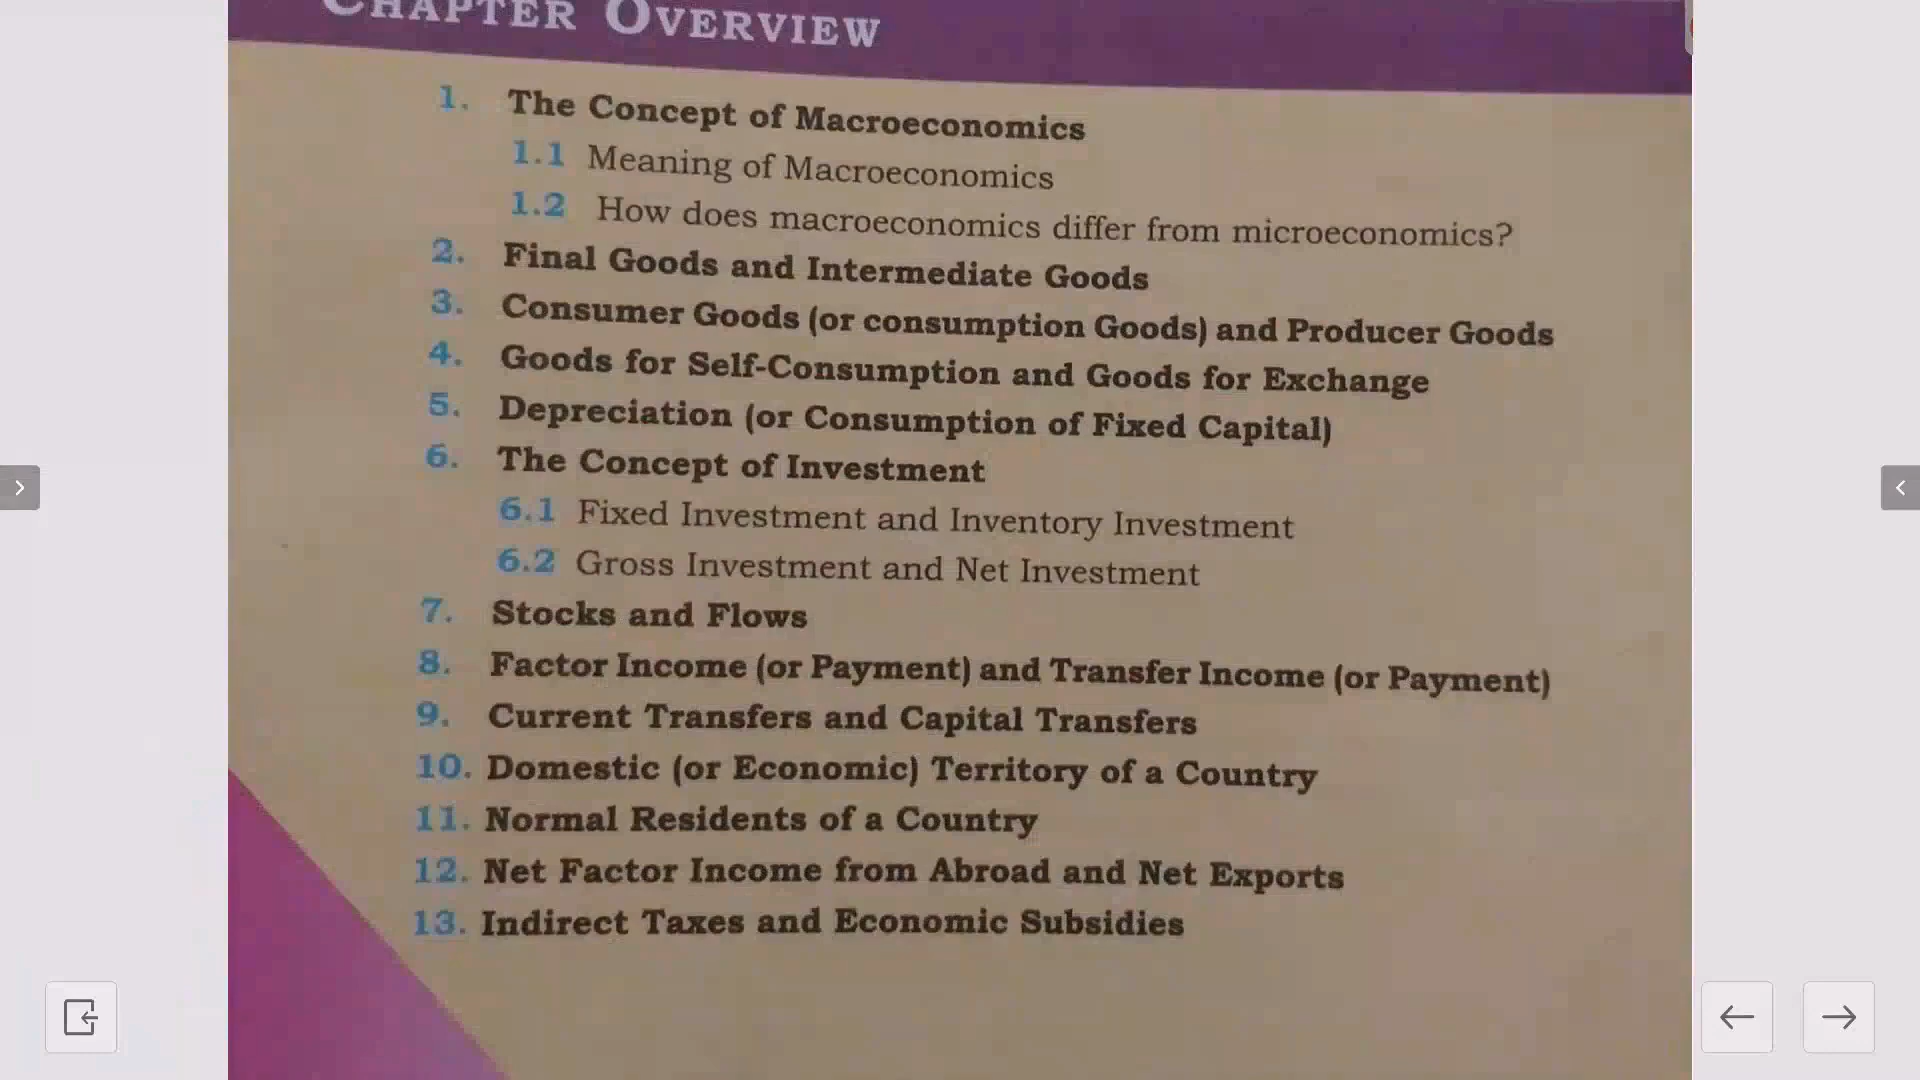 CHAPTER OVERVIEW
1. The Concept of Macroeconomics
1.1 Meaning of Macroeconomics
1.2 How does macroeconomics differ from microeconomics?
2. Final Goods and Intermediate Goods
3. Consumer Goods (or consumption Goods) and Producer Goods
4. Goods for Self-Consumption and Goods for Exchange
5. Depreciation (or Consumption of Fixed Capital)
6. The Concept of Investment
6.1 Fixed Investment and Inventory Investment
6.2 Gross Investment and Net Investment
7. Stocks and Flows
8. Factor Income (or Payment) and Transfer Income (or Payment)
9. Current Transfers and Capital Transfers
10. Domestic (or Economic) Territory of a Country
11. Normal Residents of a Country
12. Net Factor Income from Abroad and Net Exports
13. Indirect Taxes and Economic Subsidies